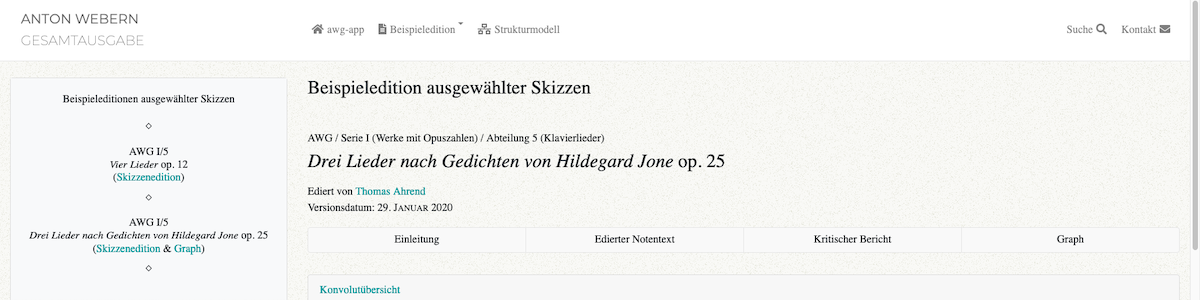 ANTON WEBERN
GESAMTAUSGABE
awg-app
Beispieledition
Strukturmodell
Suche
Kontakt
Beispieleditionen ausgewählter Skizzen
AWG I/5
Vier Lieder op. 12
(Skizzenedition)
AWG I/5
Drei Lieder nach Gedichten von Hildegard Jone op. 25
(Skizzenedition & Graph)
Beispieledition ausgewählter Skizzen
AWG / Serie I (Werke mit Opuszahlen) / Abteilung 5 (Klavierlieder)
Drei Lieder nach Gedichten von Hildegard Jone op. 25
Ediert von Thomas Ahrend
Versionsdatum: 29. JANUAR 2020
Einleitung
Edierter Notentext
Kritischer Bericht
Graph
Konvolutübersicht